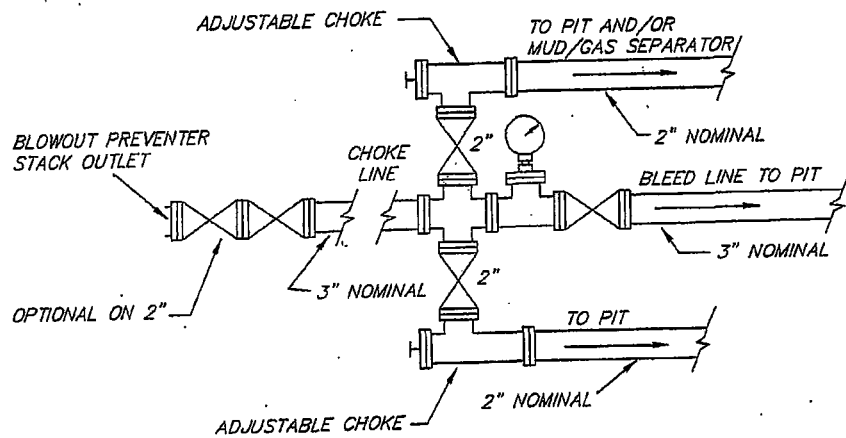 ADJUSTABLE CHOKE
TO PIT AND/OR
MUD/GAS SEPARATOR
2" NOMINAL
2"
BLOWOUT PREVENTER
STACK OUTLET
CHOKE
LINE
BLEED LINE TO PIT
3" NOMINAL
3" NOMINAL
OPTIONAL ON 2"
2"
TO PIT
2" NOMINAL
ADJUSTABLE CHOKE